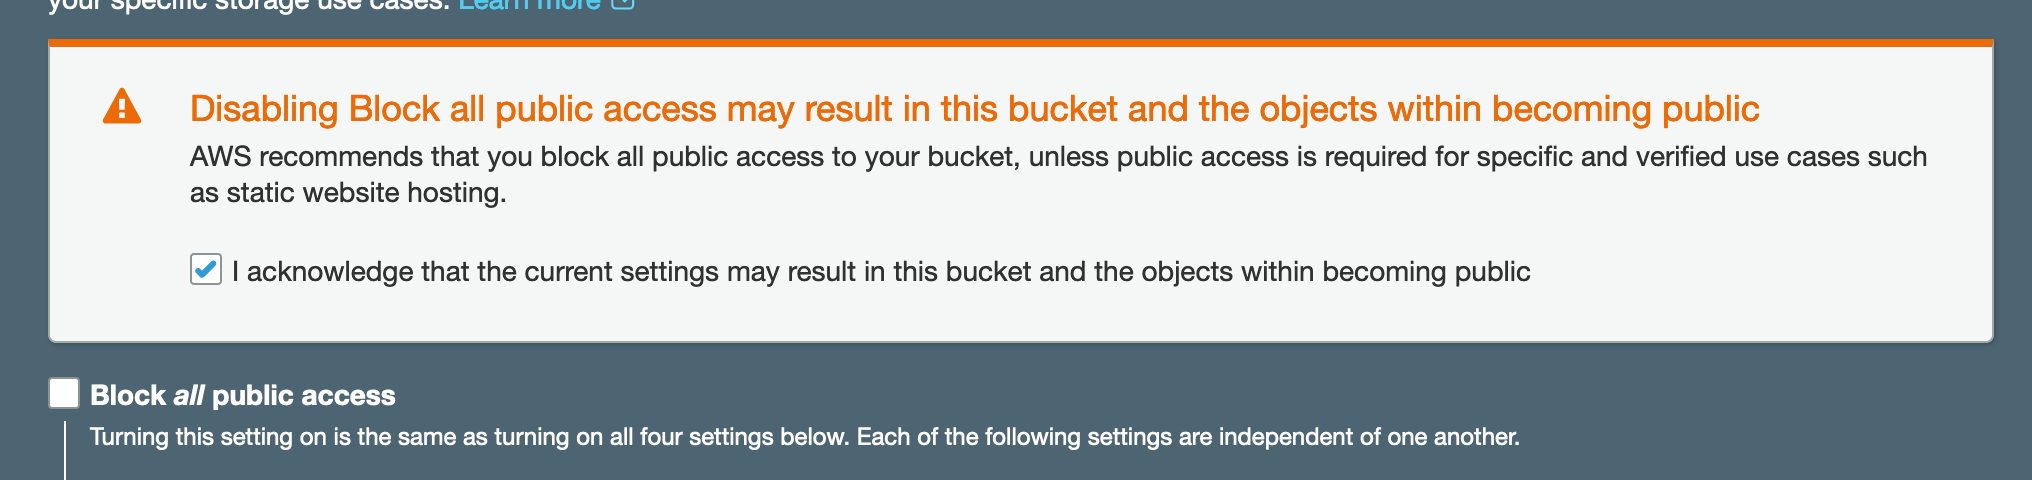 your specific storage use cases. Learn more
Disabling Block all public access may result in this bucket and the objects within becoming public
AWS recommends that you block all public access to your bucket, unless public access is required for specific and verified use cases such
as static website hosting.
I acknowledge that the current settings may result in this bucket and the objects within becoming public
Block all public access
Turning this setting on is the same as turning on all four settings below. Each of the following settings are independent of one another.